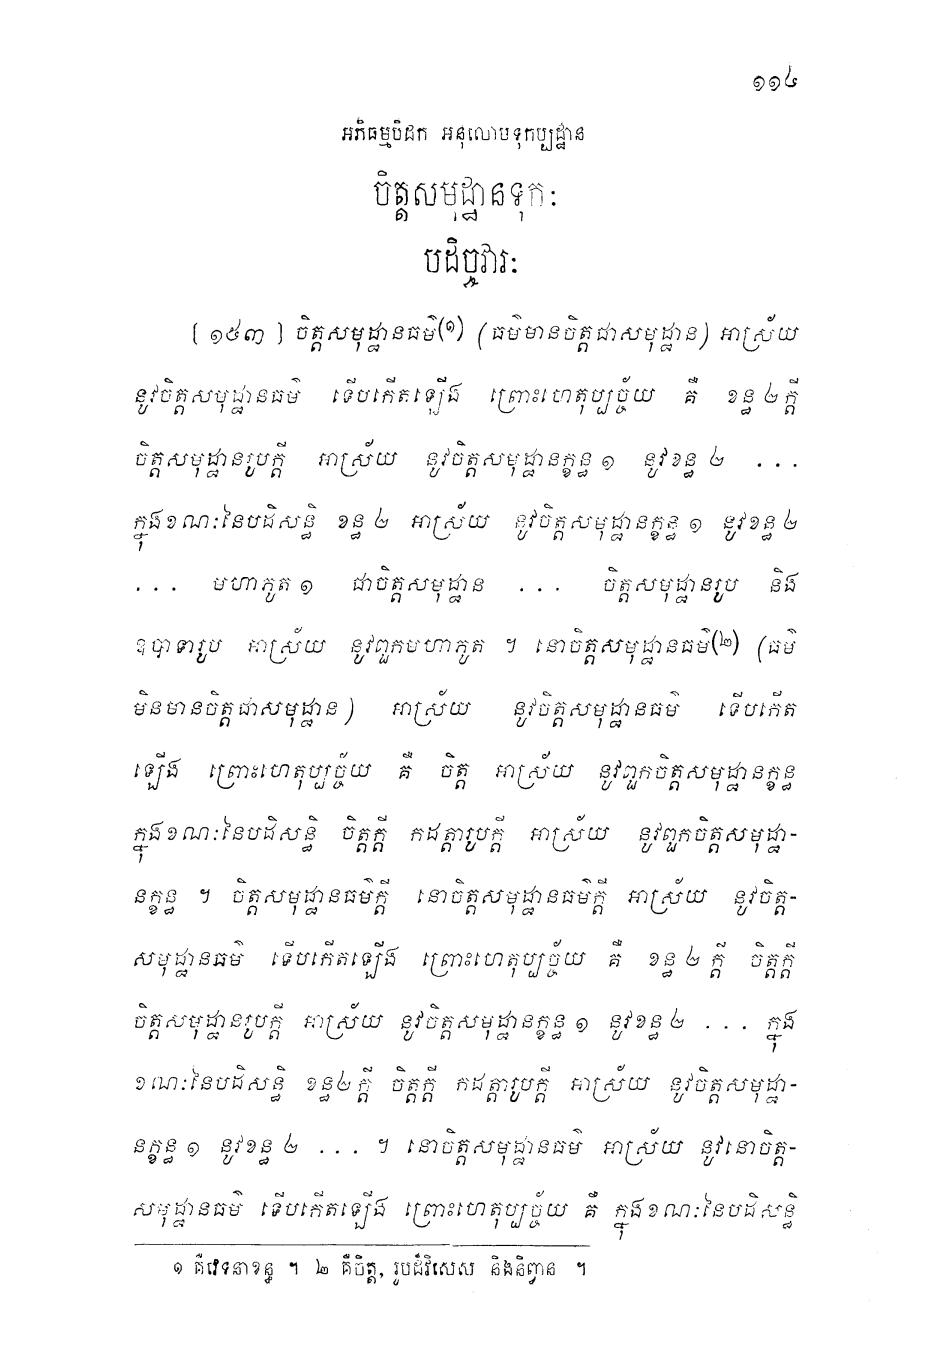 ១១៤
អភិធម្មបិដក អនុលោមទុកប្បដ្ឋាន
ចិត្តសមុដ្ឋានទុកៈ
បដិច្ចវារៈ
[ ១៥៣ ] ចិត្តសមុដ្ឋានធម៌(១) (ធម៌មានចិត្តជាសមុដ្ឋាន) អាស្រ័យ
នូវចិត្តសមុដ្ឋានធម៌ ទើបកើតឡើង ព្រោះហេតុប្បច្ច័យ គឺ ខន្ធ ២ ក្តី
ចិត្តសមុដ្ឋានរូបក្តី អាស្រ័យ នូវចិត្តសមុដ្ឋានក្ខន្ធ ១ នូវខន្ធ ២ ...
ក្នុងខណៈនៃបដិសន្ធិ ខន្ធ ២ អាស្រ័យ នូវចិត្តសមុដ្ឋានក្ខន្ធ ១ នូវខន្ធ ២
... មហាភូត ១ ជាចិត្តសមុដ្ឋាន ... ចិត្តសមុដ្ឋានរូប និង
ឧបាទារូប អាស្រ័យ នូវពួកមហាភូត ។ នោចិត្តសមុដ្ឋានធម៌(២) (ធម៌
មិនមានចិត្តជាសមុដ្ឋាន) អាស្រ័យ នូវចិត្តសមុដ្ឋានធម៌ ទើបកើត
ឡើង ព្រោះហេតុប្បច្ច័យ គឺ ចិត្ត អាស្រ័យ នូវពួកចិត្តសមុដ្ឋានក្ខន្ធ
ក្នុងខណៈនៃបដិសន្ធិ ចិត្តក្តី កដត្តារូបក្តី អាស្រ័យ នូវពួកចិត្តសមុដ្ឋា-
នក្ខន្ធ ។ ចិត្តសមុដ្ឋានធម៌ក្តី នោចិត្តសមុដ្ឋានធម៌ក្តី អាស្រ័យ នូវចិត្ត-
សមុដ្ឋានធម៌ ទើបកើតឡើង ព្រោះហេតុប្បច្ច័យ គឺ ខន្ធ ២ ក្តី ចិត្តក្តី
ចិត្តសមុដ្ឋានរូបក្តី អាស្រ័យ នូវចិត្តសមុដ្ឋានក្ខន្ធ ១ នូវខន្ធ ២ ... ក្នុង
ខណៈនៃបដិសន្ធិ ខន្ធ ២ ក្តី ចិត្តក្តី កដត្តារូបក្តី អាស្រ័យ នូវចិត្តសមុដ្ឋា-
នក្ខន្ធ ១ នូវខន្ធ ២ ... ។ នោចិត្តសមុដ្ឋានធម៌ អាស្រ័យ នូវនោចិត្ត-
សមុដ្ឋានធម៌ ទើបកើតឡើង ព្រោះហេតុប្បច្ច័យ គឺ ក្នុងខណៈនៃបដិសន្ធិ
១ គឺវេទនាខន្ធ ។ ២ គឺចិត្ត, រូបដ៏វិសេស និងនិព្វាន ។